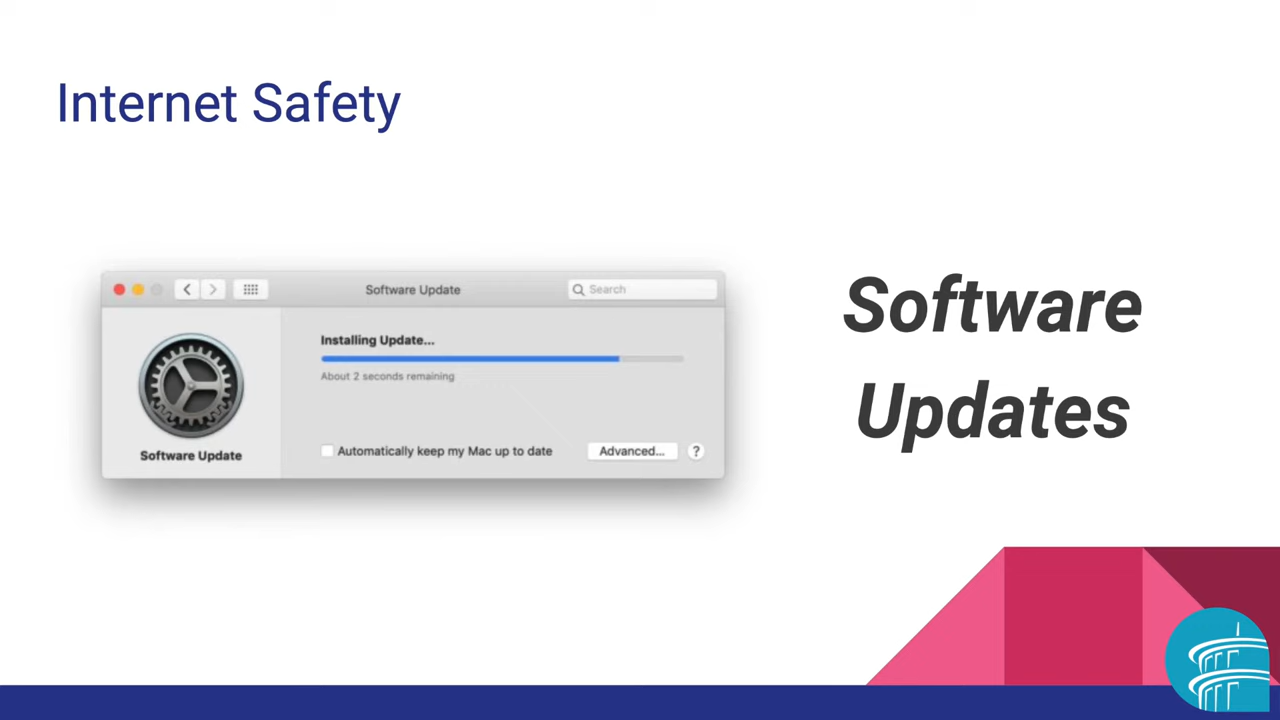 Internet Safety
Software Update
Search
Installing Update...
About 2 seconds remaining
Automatically keep my Mac up to date
Advanced...
?
Software Update
Software
Updates